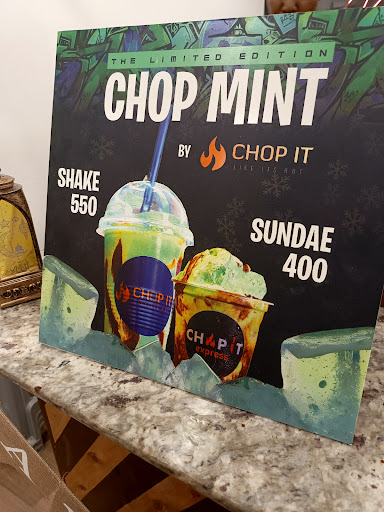 THE LIMITED EDITION
CHOP MINT
BY CHOP IT
LIKE ITS HOT
SHAKE
550
SUNDAE
400
CHOP IT
CHOP IT
express